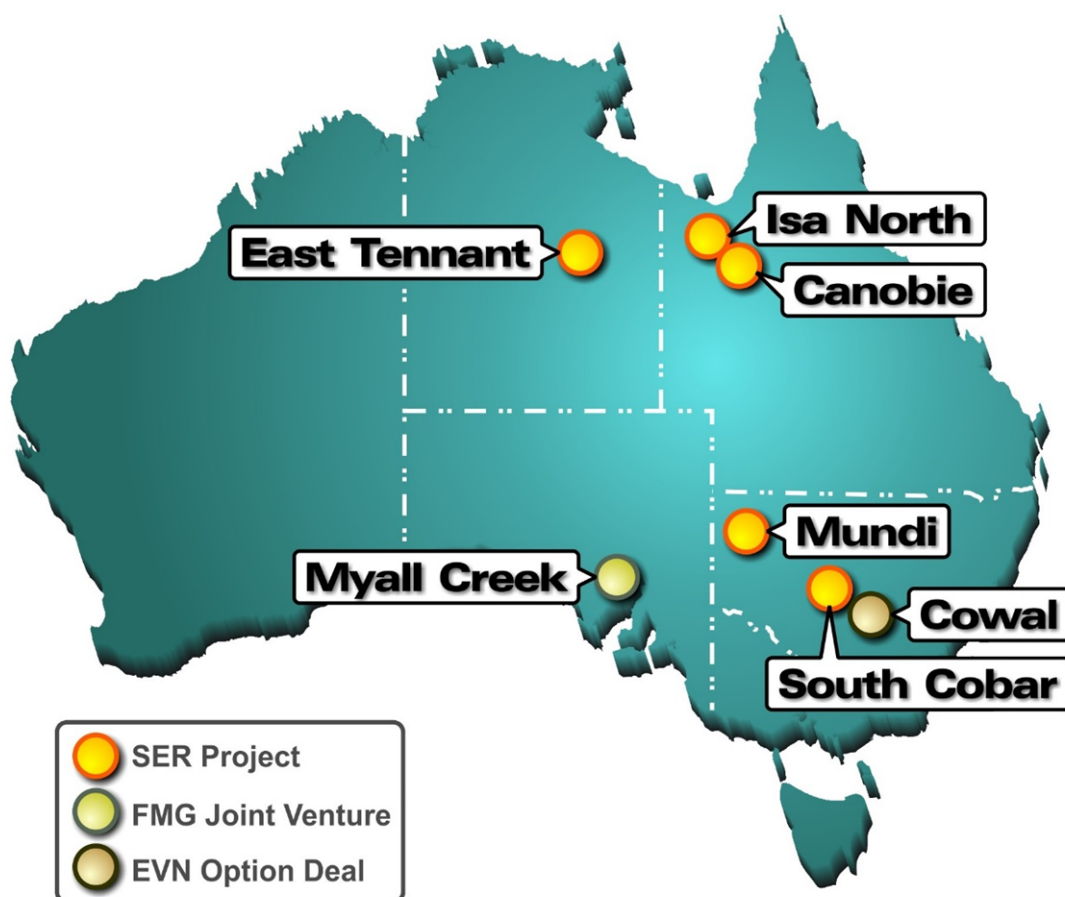 Isa North
East Tennant
Canobie
Mundi
Myall Creek
Cowal
South Cobar
SER Project
FMG Joint Venture
EVN Option Deal